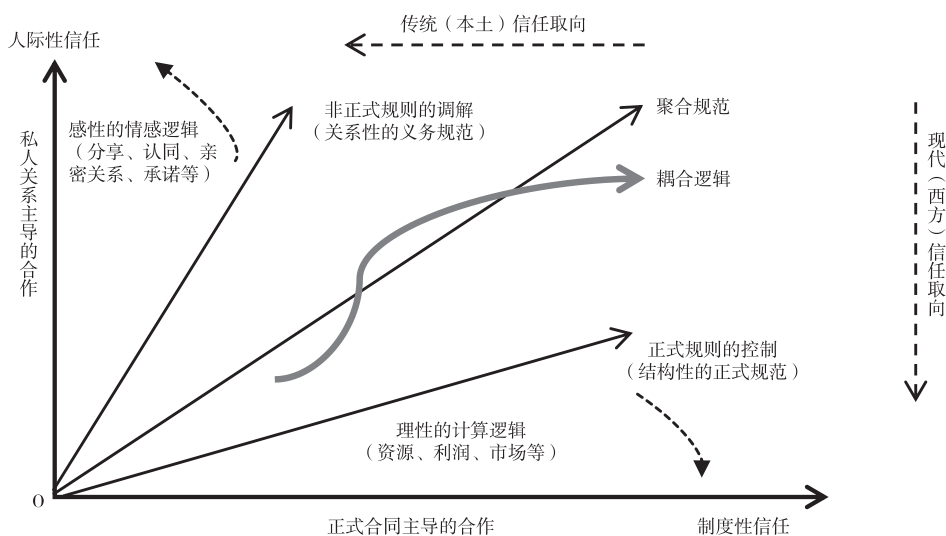 传统（本土）信任取向
人际性信任
非正式规则的调解
（关系性的义务规范）
聚合规范
感性的情感逻辑
（分享、认同、亲
密关系、承诺等）
私人关系主导的合作
现代（西方）信任取向
耦合逻辑
正式规则的控制
（结构性的正式规范）
理性的计算逻辑
（资源、利润、市场等）
O
正式合同主导的合作
制度性信任